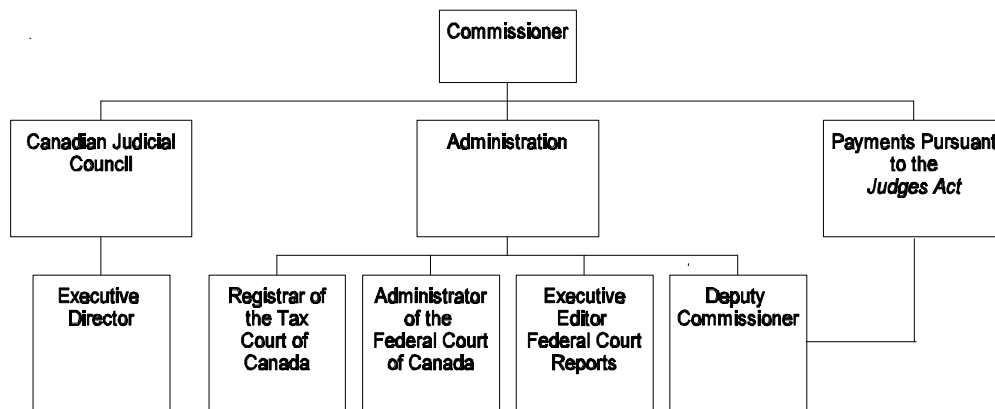 Commissioner
Canadian Judicial
Council
Administration
Payments Pursuant
to the
Judges Act
Executive
Director
Registrar of
the Tax
Court of
Canada
Administrator
of the
Federal Court
of Canada
Executive
Editor
Federal Court
Reports
Deputy
Commissioner